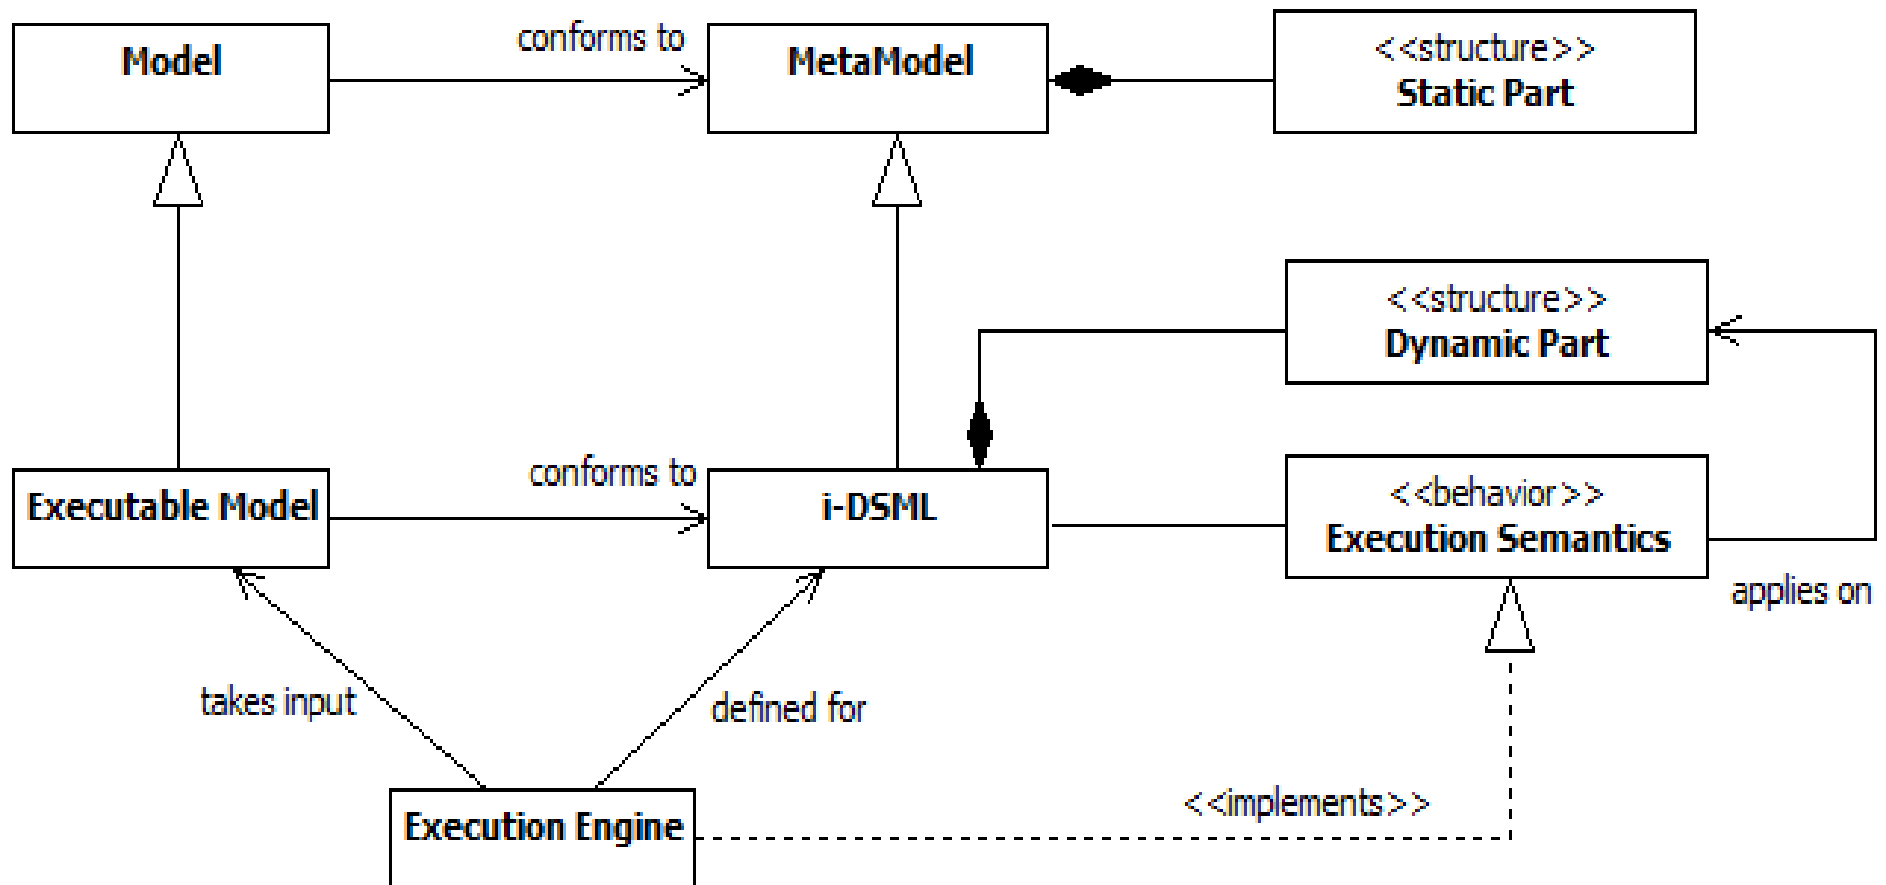 Model
conforms to
MetaModel
<<structure>>
Static Part
<<structure>>
Dynamic Part
Executable Model
conforms to
i-DSML
<<behavior>>
Execution Semantics
applies on
takes input
defined for
Execution Engine
<<implements>>